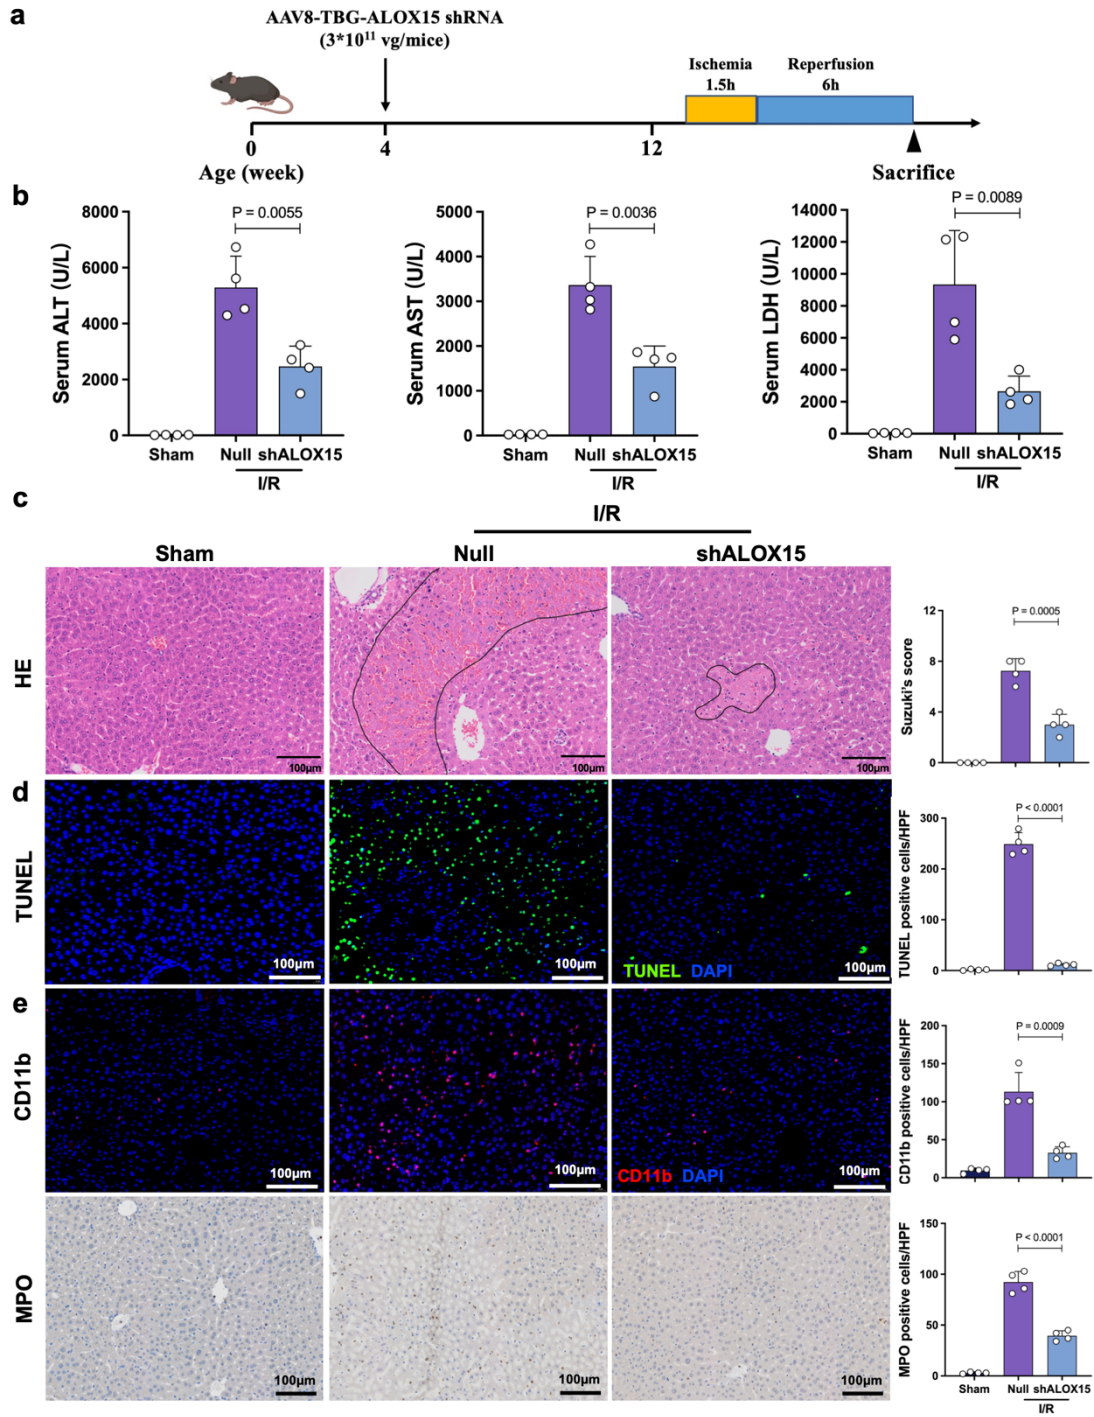 a
AAV8-TBG-ALOX15 shRNA
(3*10¹¹ vg/mice)
Ischemia
1.5h
Reperfusion
6h
0
4
12
Age (week)
Sacrifice
b
Serum ALT (U/L)
8000
6000
4000
2000
0
P = 0.0055
Sham
Null
shALOX15
I/R
Serum AST (U/L)
5000
4000
3000
2000
1000
0
P = 0.0036
Sham
Null
shALOX15
I/R
Serum LDH (U/L)
14000
12000
10000
8000
6000
4000
2000
0
P = 0.0089
Sham
Null
shALOX15
I/R
c
I/R
Sham
Null
shALOX15
HE
100μm
100μm
100μm
Suzuki's score
12
8
4
0
P = 0.0005
d
TUNEL
100μm
100μm
TUNEL DAPI
100μm
TUNEL positive cells/HPF
300
200
100
0
P < 0.0001
e
CD11b
100μm
100μm
CD11b DAPI
100μm
CD11b positive cells/HPF
200
150
100
50
0
P = 0.0009
MPO
100μm
100μm
100μm
MPO positive cells/HPF
150
100
50
0
P < 0.0001
Sham
Null
shALOX15
I/R